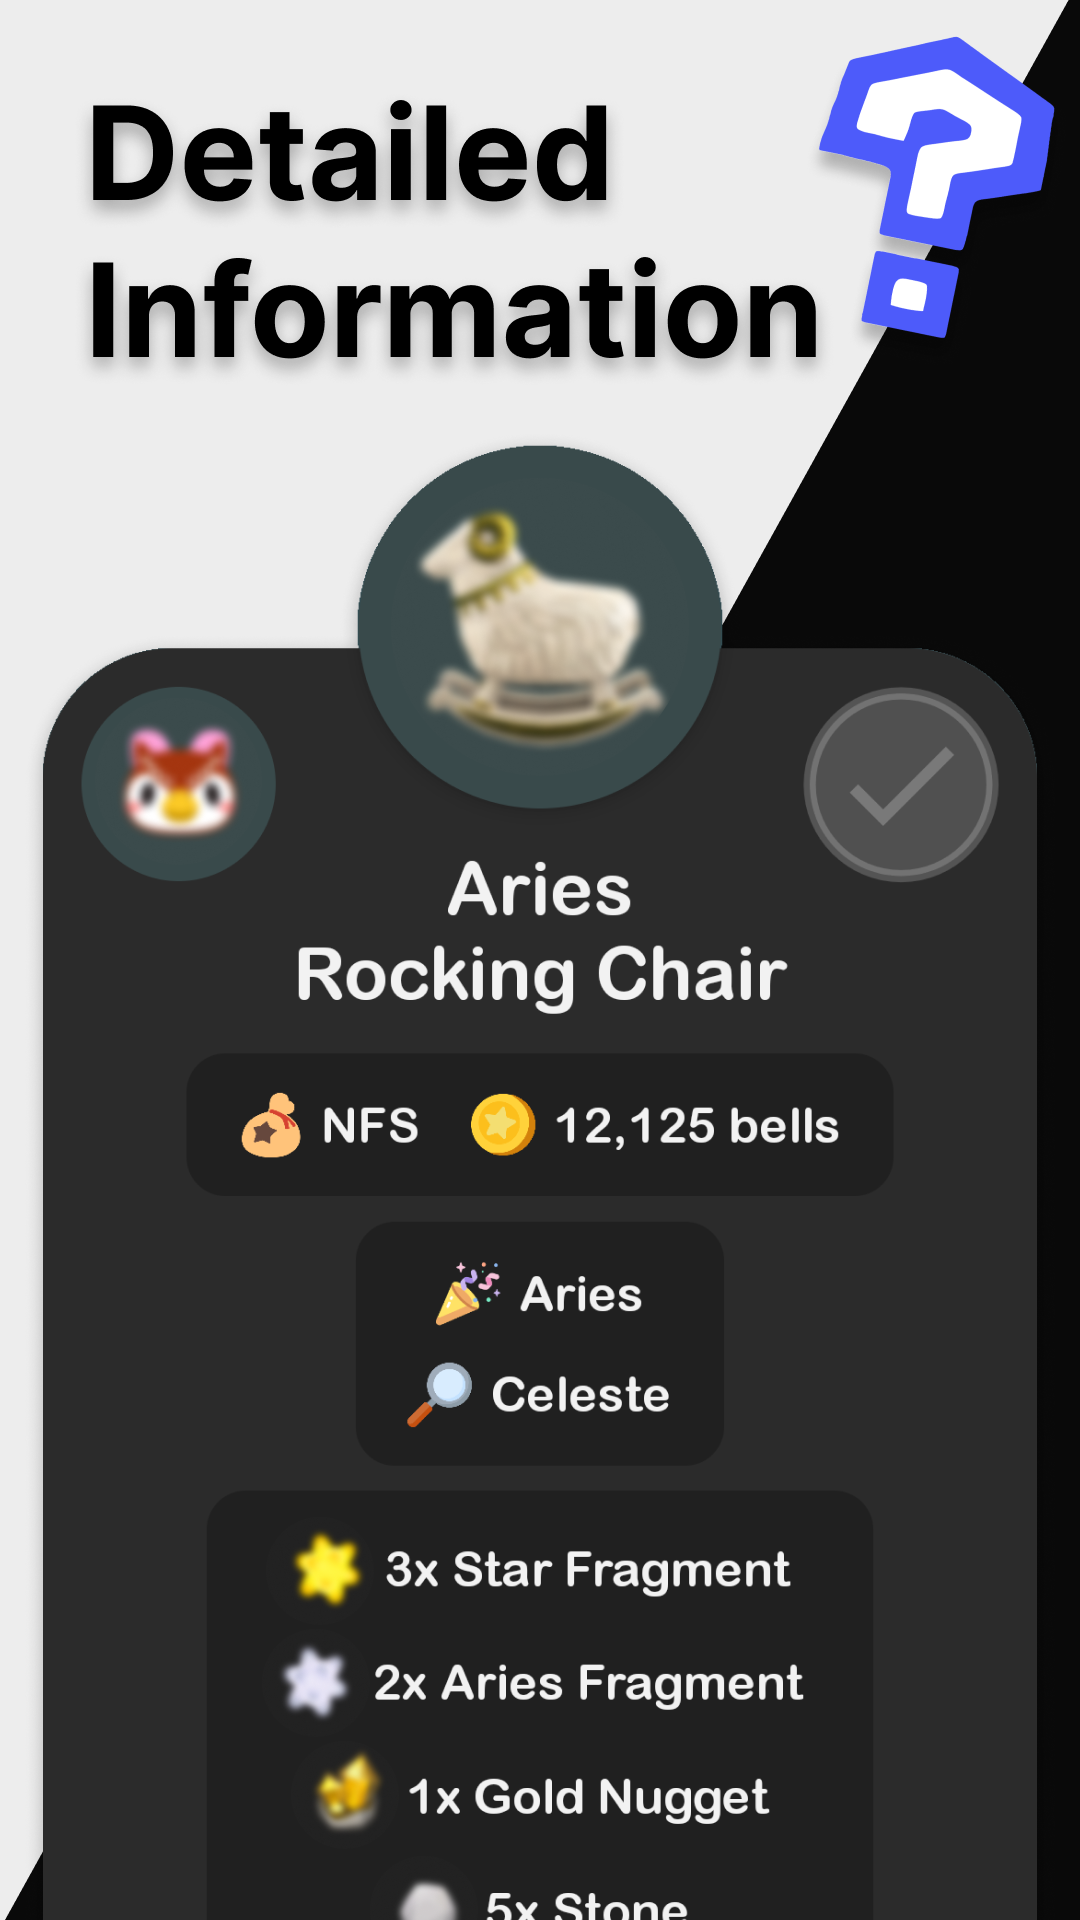 Detailed
Information
?
Aries
Rocking Chair
NFS 12,125 bells
Aries
Celeste
3x Star Fragment
2x Aries Fragment
1x Gold Nugget
5x Stone